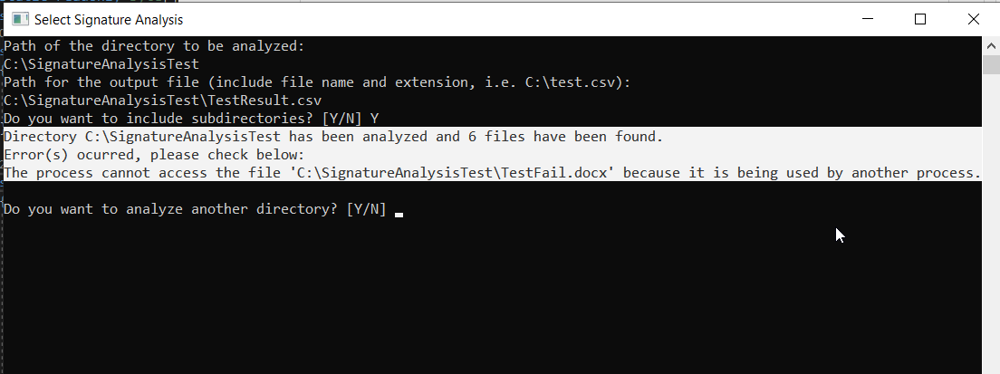 Select Signature Analysis
Path of the directory to be analyzed:
C:\SignatureAnalysisTest
Path for the output file (include file name and extension, i.e. C:\test.csv):
C:\SignatureAnalysisTest\TestResult.csv
Do you want to include subdirectories? [Y/N] Y
Directory C:\SignatureAnalysisTest has been analyzed and 6 files have been found.
Error(s) ocurred, please check below:
The process cannot access the file 'C:\SignatureAnalysisTest\TestFail.docx' because it is being used by another process.
Do you want to analyze another directory? [Y/N]